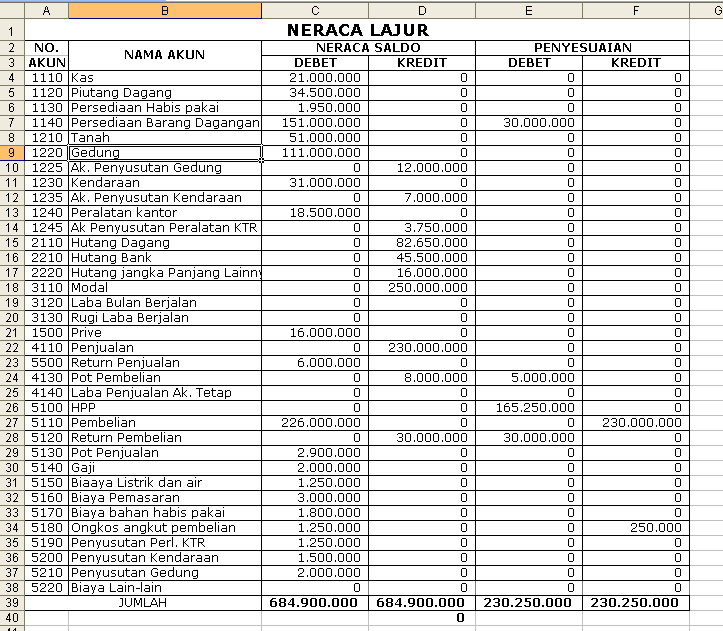 A B C D E F G
1 NERACA LAJUR
2 NO. NAMA AKUN NERACA SALDO PENYESUAIAN
3 AKUN DEBET KREDIT DEBET KREDIT
4 1110 Kas 21.000.000 0 0 0
5 1120 Piutang Dagang 34.500.000 0 0 0
6 1130 Persediaan Habis pakai 1.950.000 0 0 0
7 1140 Persediaan Barang Dagangan 151.000.000 0 30.000.000 0
8 1210 Tanah 51.000.000 0 0 0
9 1220 Gedung 111.000.000 0 0 0
10 1225 Ak. Penyusutan Gedung 0 12.000.000 0 0
11 1230 Kendaraan 31.000.000 0 0 0
12 1235 Ak. Penyusutan Kendaraan 0 7.000.000 0 0
13 1240 Peralatan kantor 18.500.000 0 0 0
14 1245 Ak Penyusutan Peralatan KTR 0 3.750.000 0 0
15 2110 Hutang Dagang 0 82.650.000 0 0
16 2210 Hutang Bank 0 45.500.000 0 0
17 2220 Hutang jangka Panjang Lainny 0 16.000.000 0 0
18 3110 Modal 0 250.000.000 0 0
19 3120 Laba Bulan Berjalan 0 0 0 0
20 3130 Rugi Laba Berjalan 0 0 0 0
21 1500 Prive 16.000.000 0 0 0
22 4110 Penjualan 0 230.000.000 0 0
23 5500 Return Penjualan 6.000.000 0 0 0
24 4130 Pot Pembelian 0 8.000.000 5.000.000 0
25 4140 Laba Penjualan Ak. Tetap 0 0 0 0
26 5100 HPP 0 0 165.250.000 0
27 5110 Pembelian 226.000.000 0 0 230.000.000
28 5120 Return Pembelian 0 30.000.000 30.000.000 0
29 5130 Pot Penjualan 2.900.000 0 0 0
30 5140 Gaji 2.000.000 0 0 0
31 5150 Biaaya Listrik dan air 1.250.000 0 0 0
32 5160 Biaya Pemasaran 3.000.000 0 0 0
33 5170 Biaya bahan habis pakai 1.800.000 0 0 0
34 5180 Ongkos angkut pembelian 1.250.000 0 0 250.000
35 5190 Penyusutan Perl. KTR 1.250.000 0 0 0
36 5200 Penyusutan Kendaraan 1.500.000 0 0 0
37 5210 Penyusutan Gedung 2.000.000 0 0 0
38 5220 Biaya Lain-lain 0 0 0 0
39 JUMLAH 684.900.000 684.900.000 230.250.000 230.250.000
40 0